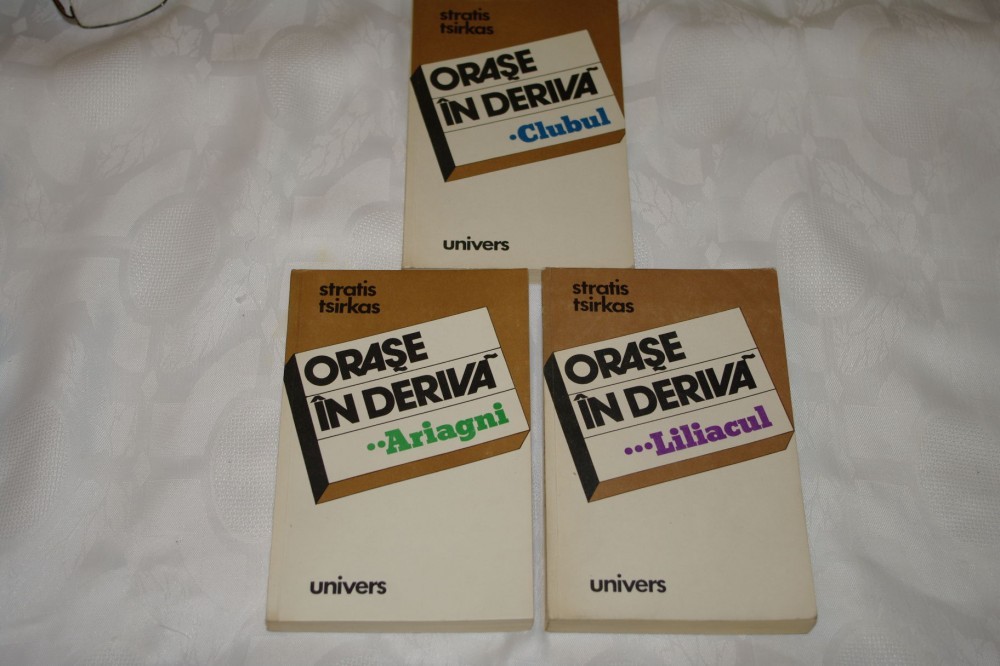 stratis
tsirkas
ORAȘE
ÎN DERIVĂ
·Clubul
univers
stratis
tsirkas
ORAȘE
ÎN DERIVĂ
··Ariagni
univers
stratis
tsirkas
ORAȘE
ÎN DERIVĂ
···Liliacul
univers